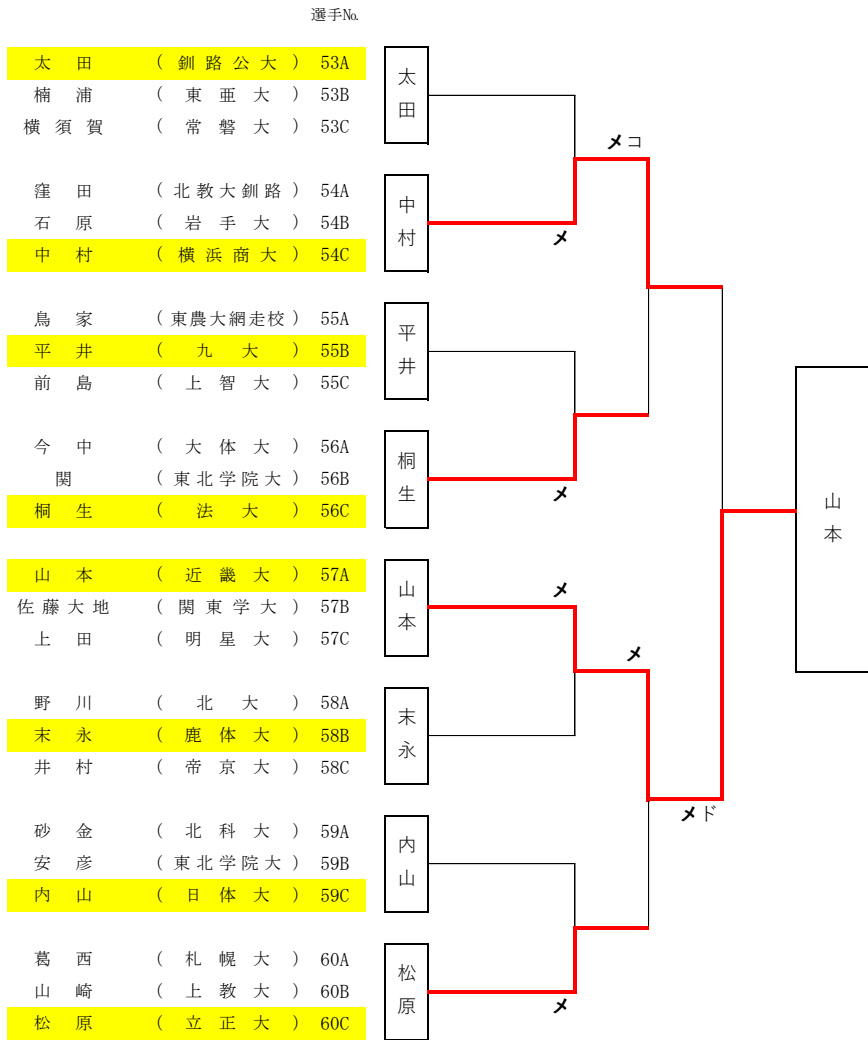 選手No.
太田 (釧路公大) 53A
楠浦 (東亜大) 53B
横須賀 (常磐大) 53C
太田
メコ
窪田 (北教大釧路) 54A
石原 (岩手大) 54B
中村 (横浜商大) 54C
中村
メ
鳥家 (東農大網走校) 55A
平井 (九大) 55B
前島 (上智大) 55C
平井
今中 (大体大) 56A
関 (東北学院大) 56B
桐生 (法大) 56C
桐生
メ
山本
山本 (近畿大) 57A
佐藤大地 (関東学大) 57B
上田 (明星大) 57C
山本
メ
メ
野川 (北大) 58A
末永 (鹿体大) 58B
井村 (帝京大) 58C
末永
メド
砂金 (北科大) 59A
安彦 (東北学院大) 59B
内山 (日体大) 59C
内山
葛西 (札幌大) 60A
山崎 (上教大) 60B
松原 (立正大) 60C
松原
メ